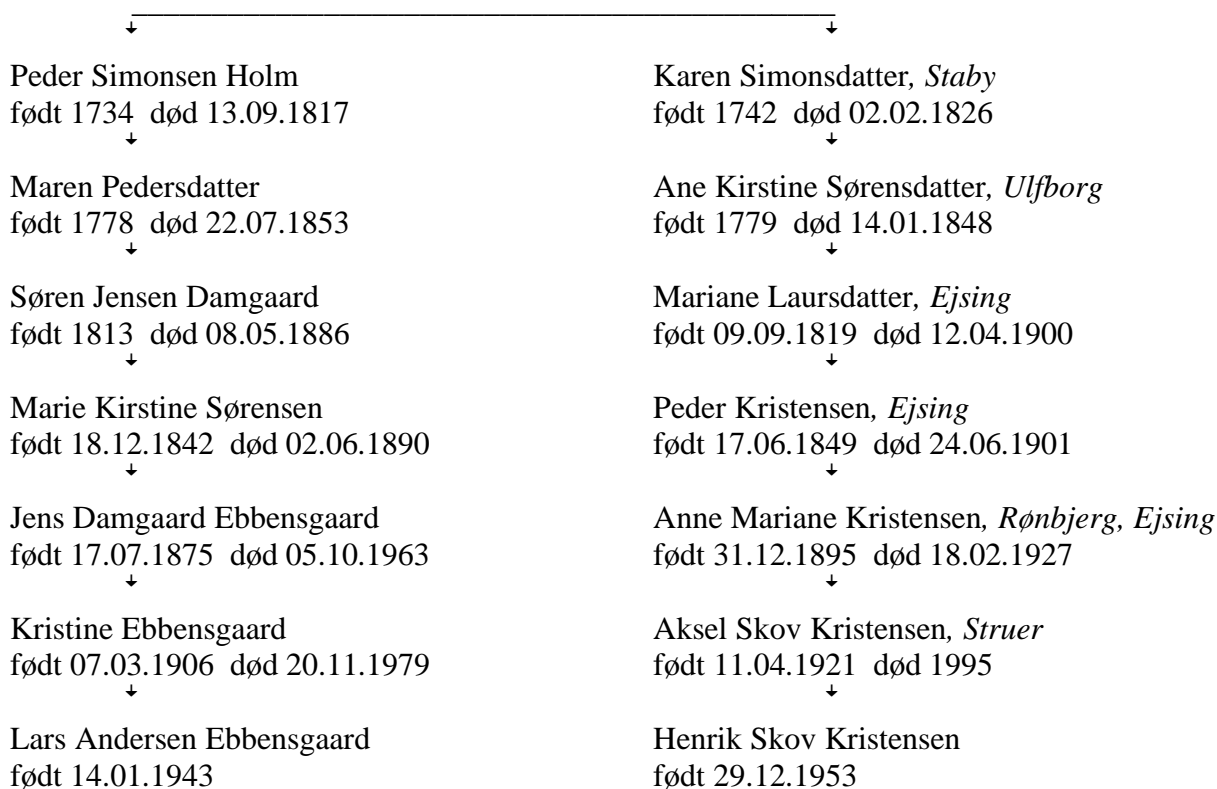 Peder Simonsen Holm
født 1734 død 13.09.1817
Maren Pedersdatter
født 1778 død 22.07.1853
Søren Jensen Damgaard
født 1813 død 08.05.1886
Marie Kirstine Sørensen
født 18.12.1842 død 02.06.1890
Jens Damgaard Ebbensgaard
født 17.07.1875 død 05.10.1963
Kristine Ebbensgaard
født 07.03.1906 død 20.11.1979
Lars Andersen Ebbensgaard
født 14.01.1943
Karen Simonsdatter, Staby
født 1742 død 02.02.1826
Ane Kirstine Sørensdatter, Ulfborg
født 1779 død 14.01.1848
Mariane Laursdatter, Ejsing
født 09.09.1819 død 12.04.1900
Peder Kristensen, Ejsing
født 17.06.1849 død 24.06.1901
Anne Mariane Kristensen, Rønbjerg, Ejsing
født 31.12.1895 død 18.02.1927
Aksel Skov Kristensen, Struer
født 11.04.1921 død 1995
Henrik Skov Kristensen
født 29.12.1953